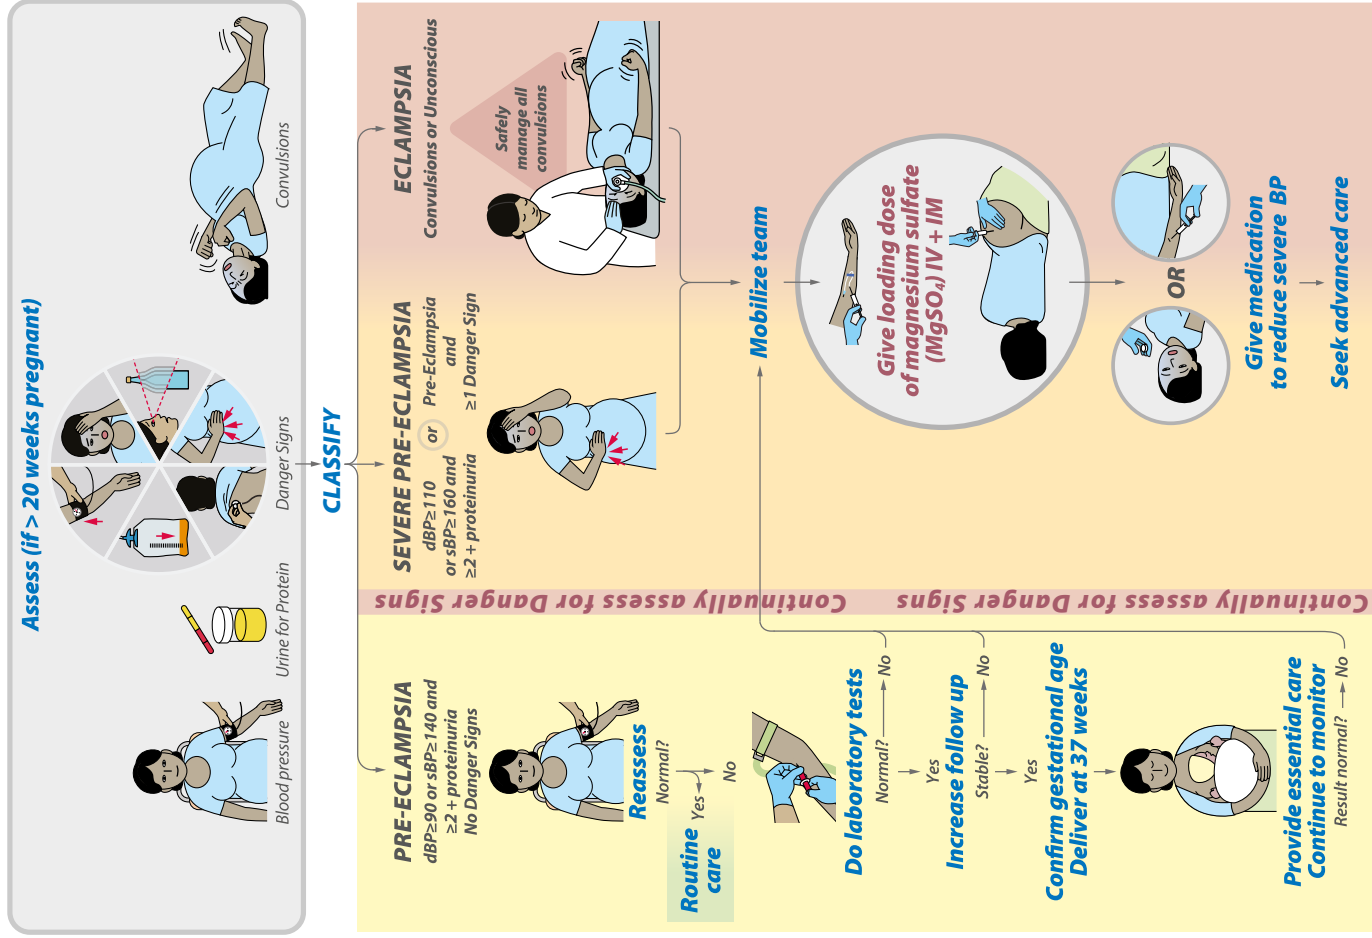 Assess (if > 20 weeks pregnant)
Blood pressure
Urine for Protein
Danger Signs
Convulsions
CLASSIFY
PRE-ECLAMPSIA
dBP≥90 or sBP≥140 and
≥2 + proteinuria
No Danger Signs
Reassess
Normal?
Yes
No
Routine
care
Do laboratory tests
Normal?
No
Yes
Increase follow up
Stable?
No
Yes
Confirm gestational age
Deliver at 37 weeks
Provide essential care
Continue to monitor
Result normal?
No
Continually assess for Danger Signs
Continually assess for Danger Signs
SEVERE PRE-ECLAMPSIA
dBP≥110
or sBP≥160 and
≥2 + proteinuria
or
Pre-Eclampsia
and
≥1 Danger Sign
ECLAMPSIA
Convulsions or Unconscious
Safely
manage all
convulsions
Mobilize team
Give loading dose
of magnesium sulfate
(MgSO₄) IV + IM
OR
Give medication
to reduce severe BP
Seek advanced care